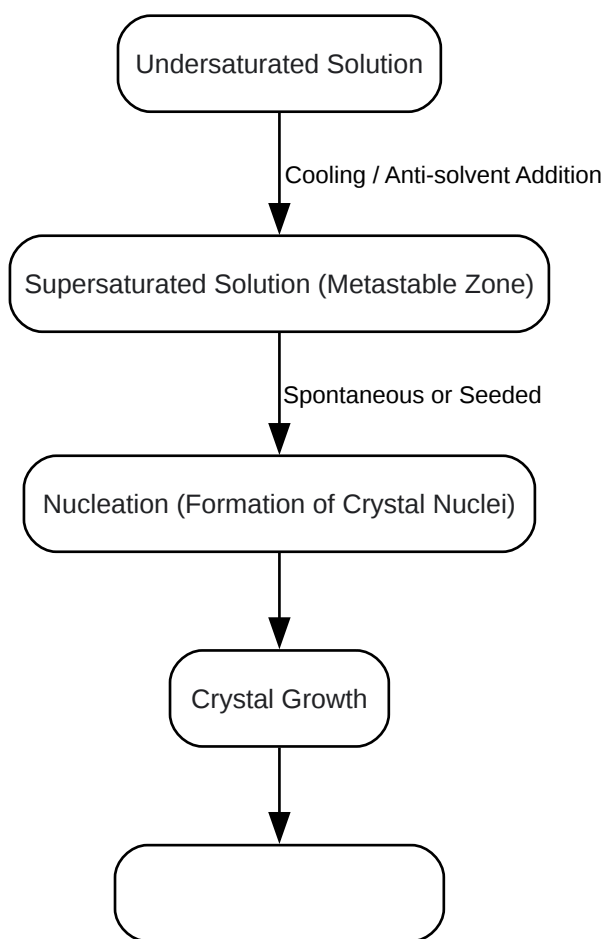 Undersaturated Solution
Cooling / Anti-solvent Addition
Supersaturated Solution (Metastable Zone)
Spontaneous or Seeded
Nucleation (Formation of Crystal Nuclei)
Crystal Growth